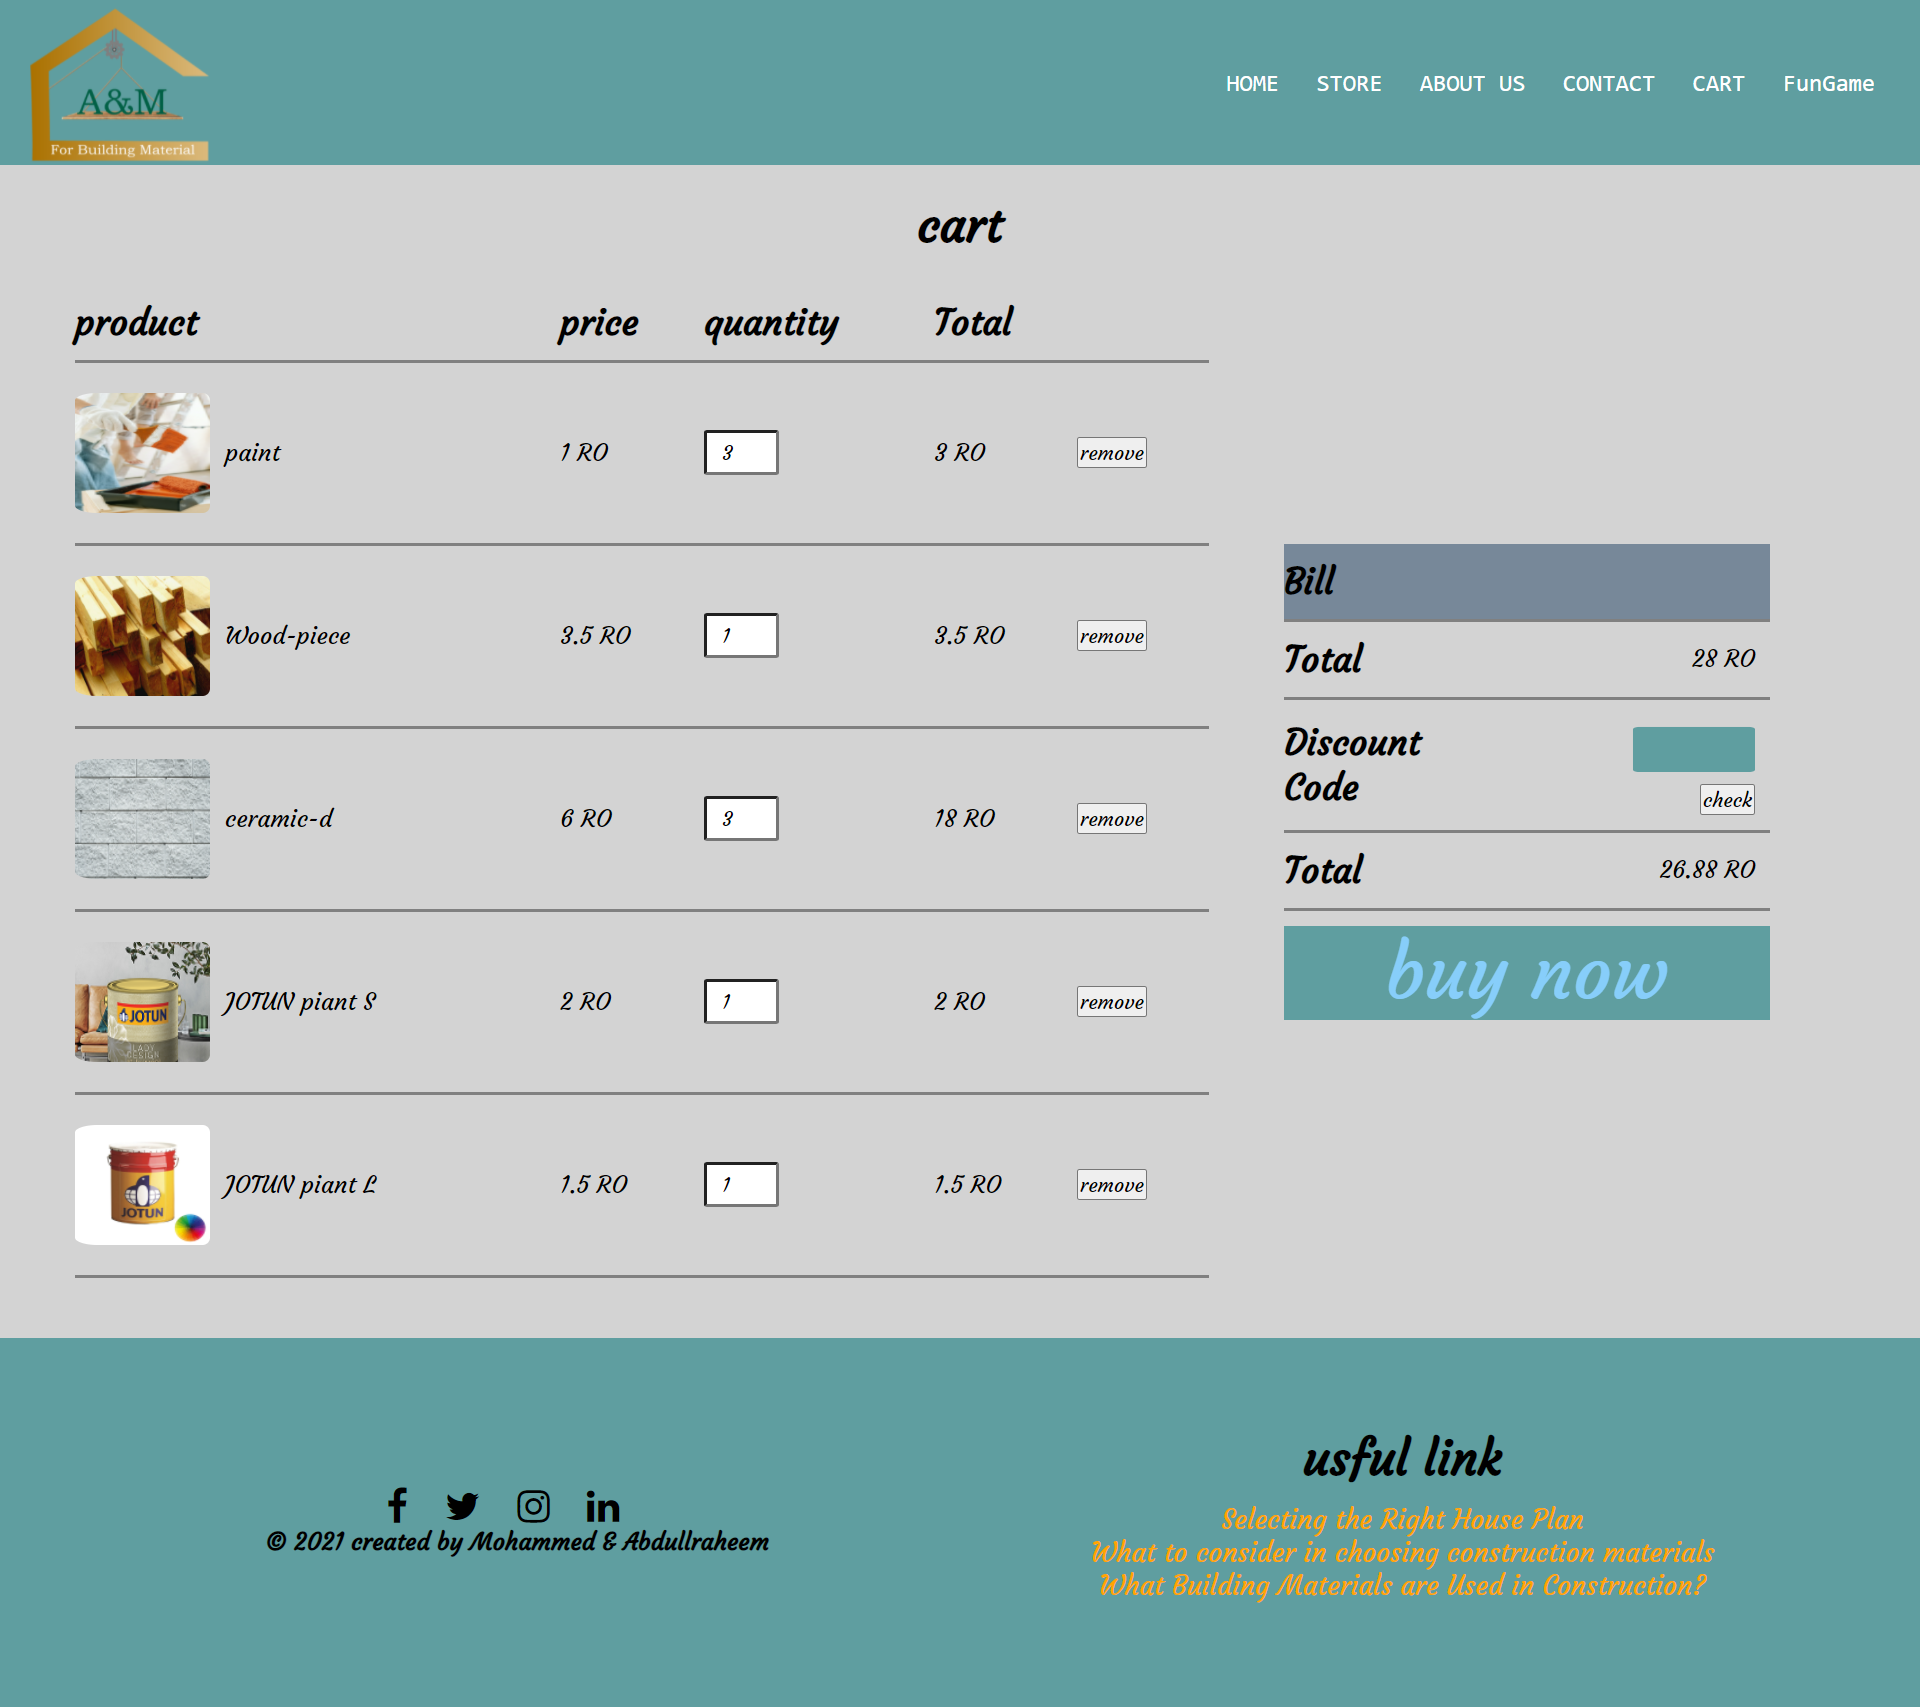 A&M
For Building Material
HOME STORE ABOUT US CONTACT CART FunGame
cart
product price quantity Total
paint 1 RO 3 3 RO remove
Wood-piece 3.5 RO 1 3.5 RO remove
ceramic-d 6 RO 3 18 RO remove
JOTUN
LADY
DESIGN
JOTUN piant S 2 RO 1 2 RO remove
JOTUN
JOTUN piant L 1.5 RO 1 1.5 RO remove
Bill
Total 28 RO
Discount
Code
check
Total 26.88 RO
buy now
© 2021 created by Mohammed & Abdullraheem
usful link
Selecting the Right House Plan
What to consider in choosing construction materials
What Building Materials are Used in Construction?